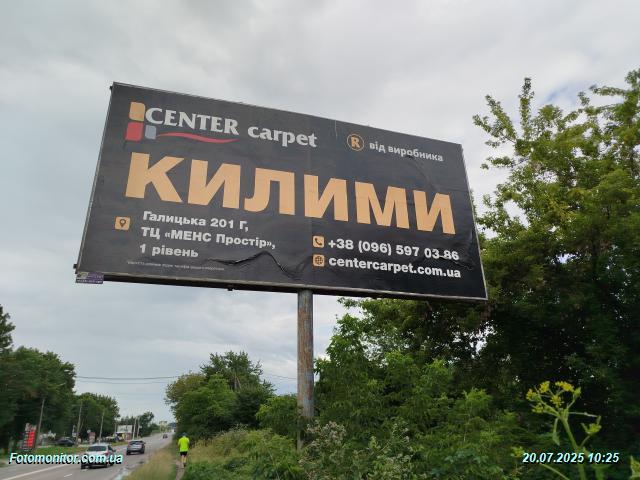 CENTER carpet
R від виробника
КИЛИМИ
Галицька 201 Г,
ТЦ «МЕНС Простір»,
1 рівень
+38 (096) 597 03 86
centercarpet.com.ua
Fotomonitor.com.ua
20.07.2025 10:25